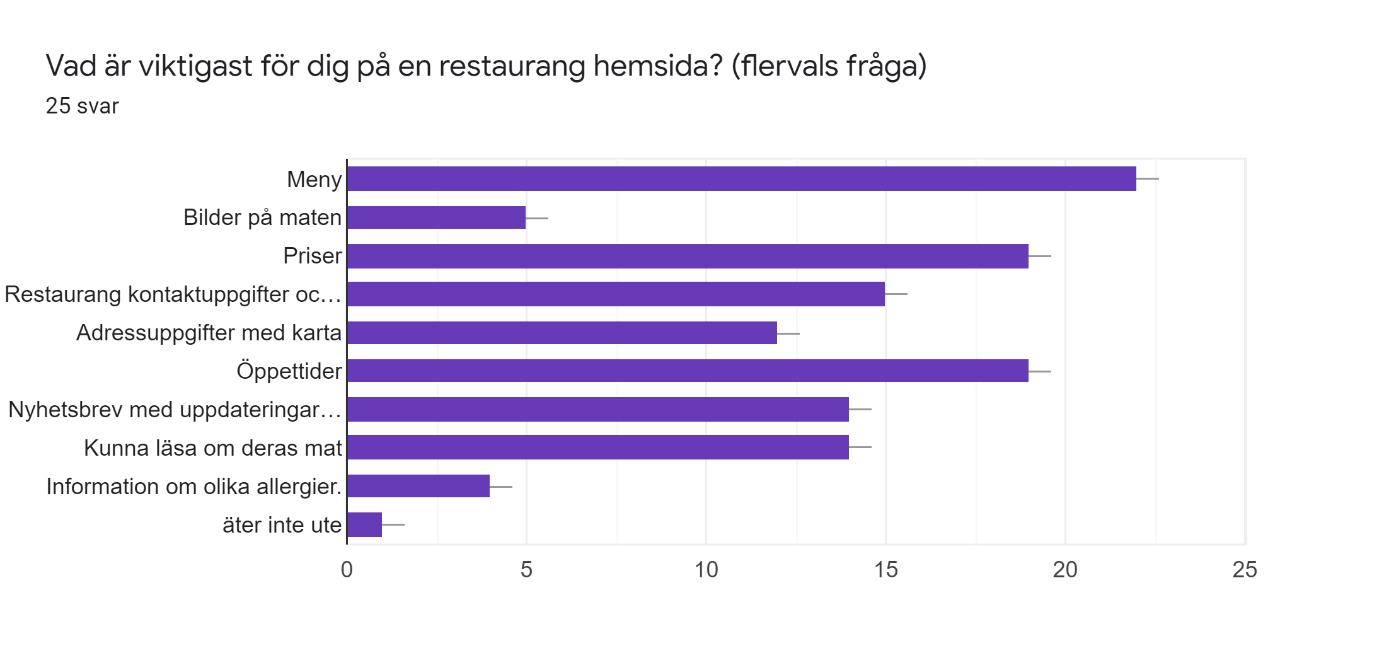 Vad är viktigast för dig på en restaurang hemsida? (flervals fråga)
25 svar
Meny
Bilder på maten
Priser
Restaurang kontaktuppgifter oc…
Adressuppgifter med karta
Öppettider
Nyhetsbrev med uppdateringar…
Kunna läsa om deras mat
Information om olika allergier.
äter inte ute
0 5 10 15 20 25